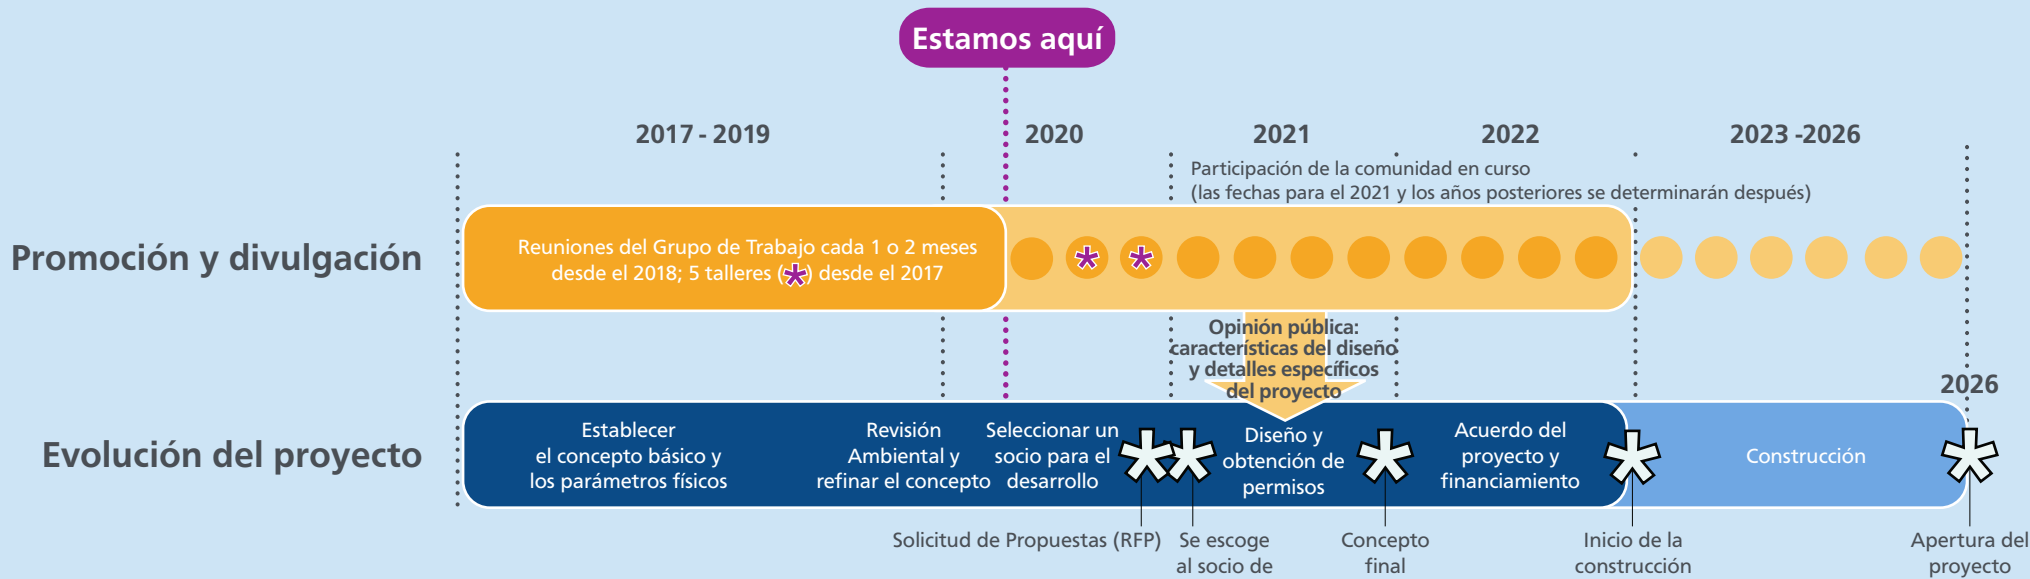 Estamos aquí
2017 - 2019
2020
2021
2022
2023 -2026
Participación de la comunidad en curso
(las fechas para el 2021 y los años posteriores se determinarán después)
Promoción y divulgación
Reuniones del Grupo de Trabajo cada 1 o 2 meses
desde el 2018; 5 talleres (*) desde el 2017
* *
Opinión pública:
características del diseño
y detalles específicos
del proyecto
2026
Evolución del proyecto
Establecer
el concepto básico y
los parámetros físicos
Revisión
Ambiental y
refinar el concepto
Seleccionar un
socio para el
desarrollo
Diseño y
obtención de
permisos
Acuerdo del
proyecto y
financiamiento
Construcción
Solicitud de Propuestas (RFP)
Se escoge
al socio de
Concepto
final
Inicio de la
construcción
Apertura del
proyecto